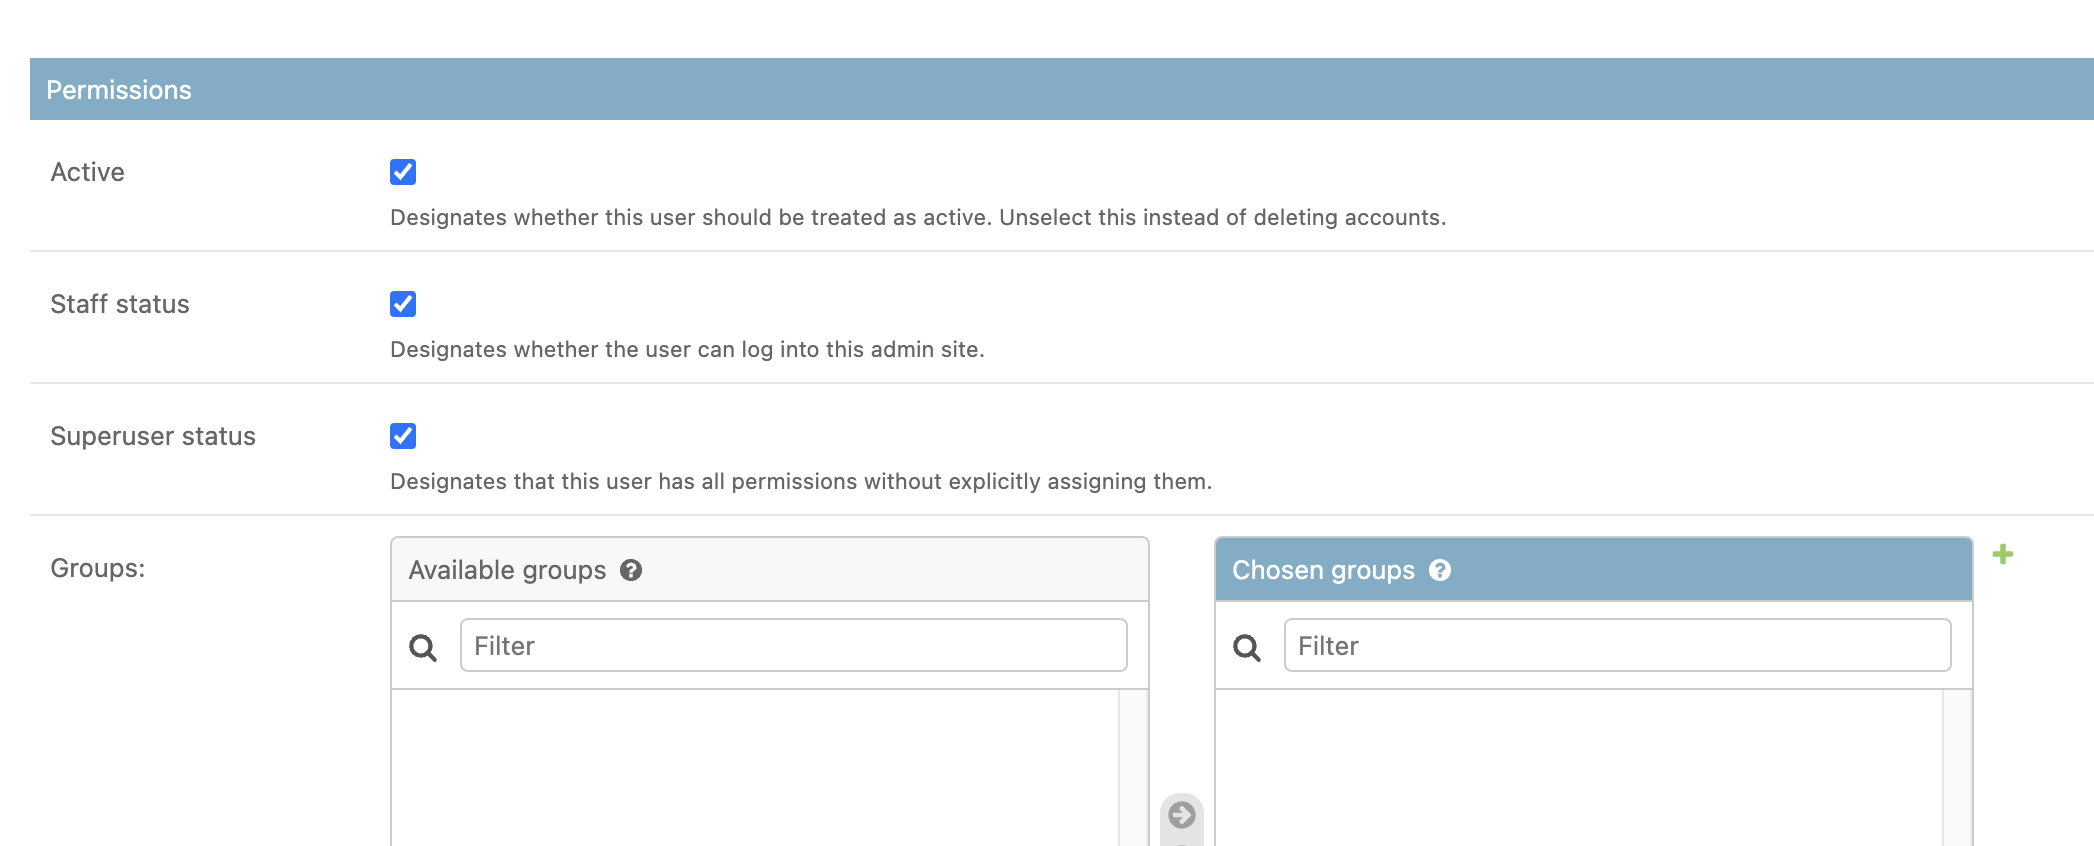 Permissions
Active
Designates whether this user should be treated as active. Unselect this instead of deleting accounts.
Staff status
Designates whether the user can log into this admin site.
Superuser status
Designates that this user has all permissions without explicitly assigning them.
Groups:
Available groups ?
Chosen groups ?
Filter
Filter